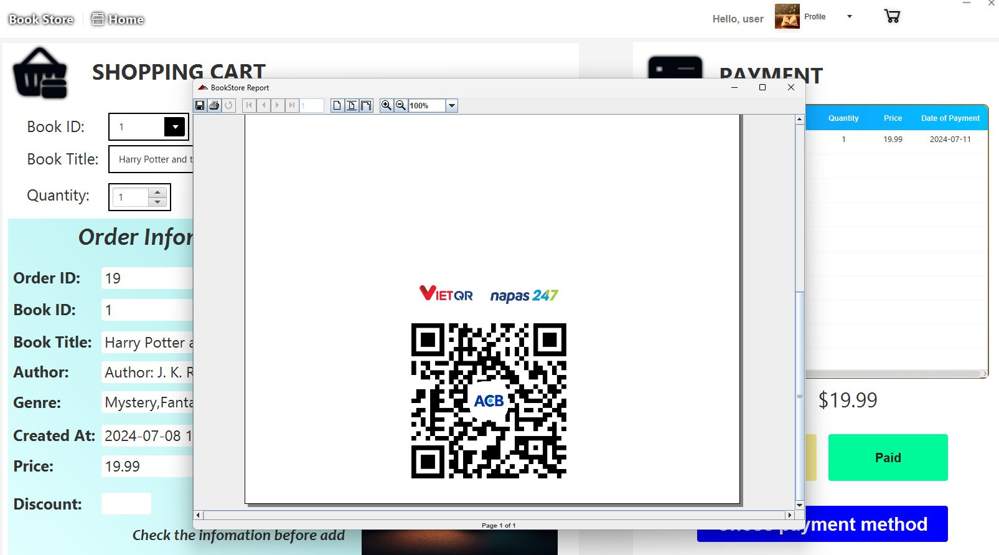 Book Store
Home
Hello, user
Profile
SHOPPING CART
PAYMENT
BookStore Report
1
100%
Book ID:
1
Book Title:
Harry Potter and t
Quantity:
1
Quantity
Price
Date of Payment
1
19.99
2024-07-11
Order Infor
Order ID:
19
Book ID:
1
Book Title:
Harry Potter a
Author:
Author: J. K. R
Genre:
Mystery,Fanta
Created At:
2024-07-08 1
Price:
19.99
Discount:
Check the infomation before add
VIETQR
napas 247
ACB
Page 1 of 1
$19.99
Paid
payment method